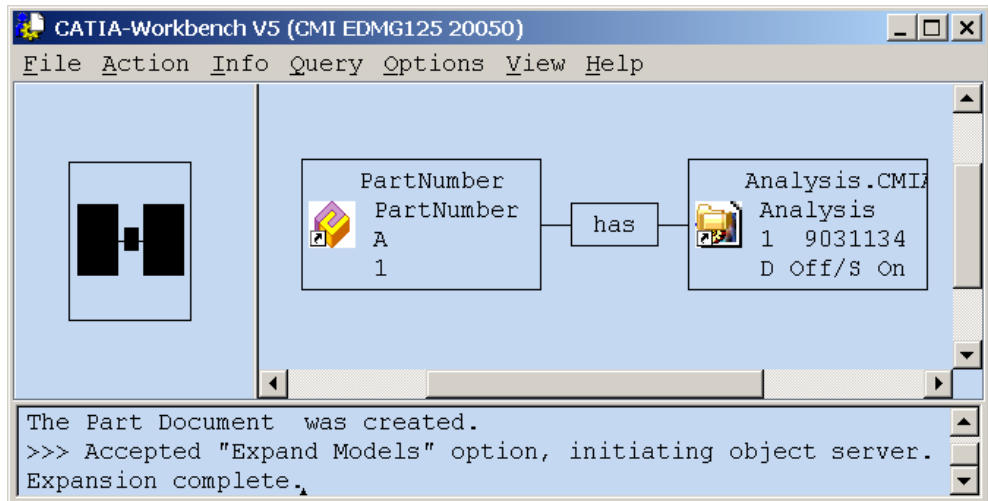 CATIA-Workbench V5 (CMI EDMG125 20050)
File Action Info Query Options View Help
PartNumber
PartNumber
A
1
has
Analysis.CMIA
Analysis
1 9031134
D Off/S On
The Part Document was created.
>>> Accepted "Expand Models" option, initiating object server.
Expansion complete.